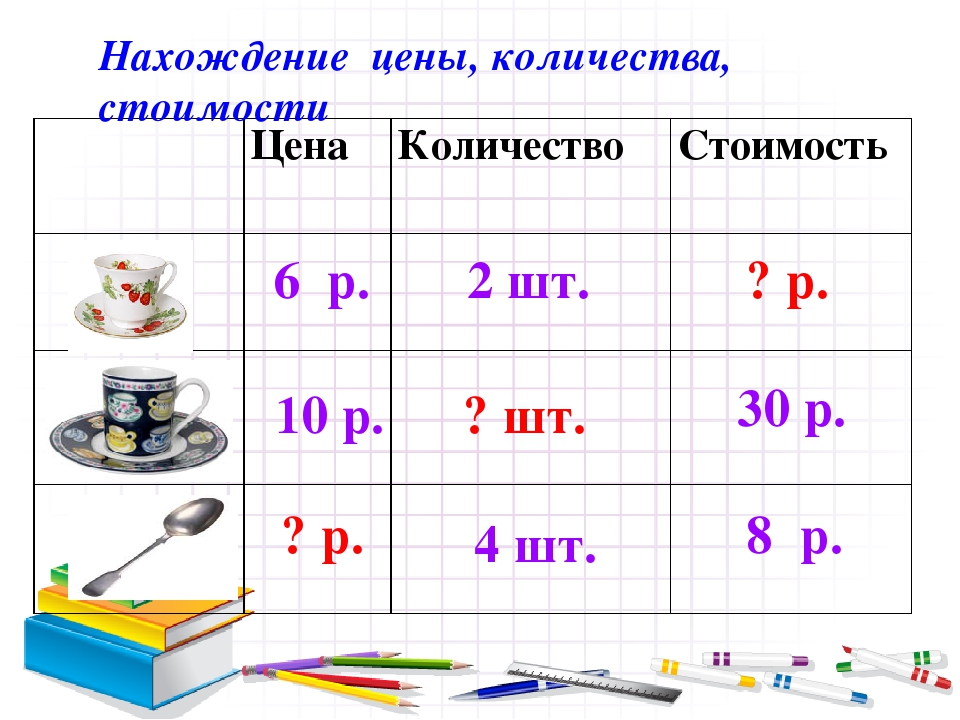 Нахождение цены, количества,
стоимости
Цена Количество Стоимость
6 р. 2 шт. ? р.
10 р. ? шт. 30 р.
? р. 4 шт. 8 р.